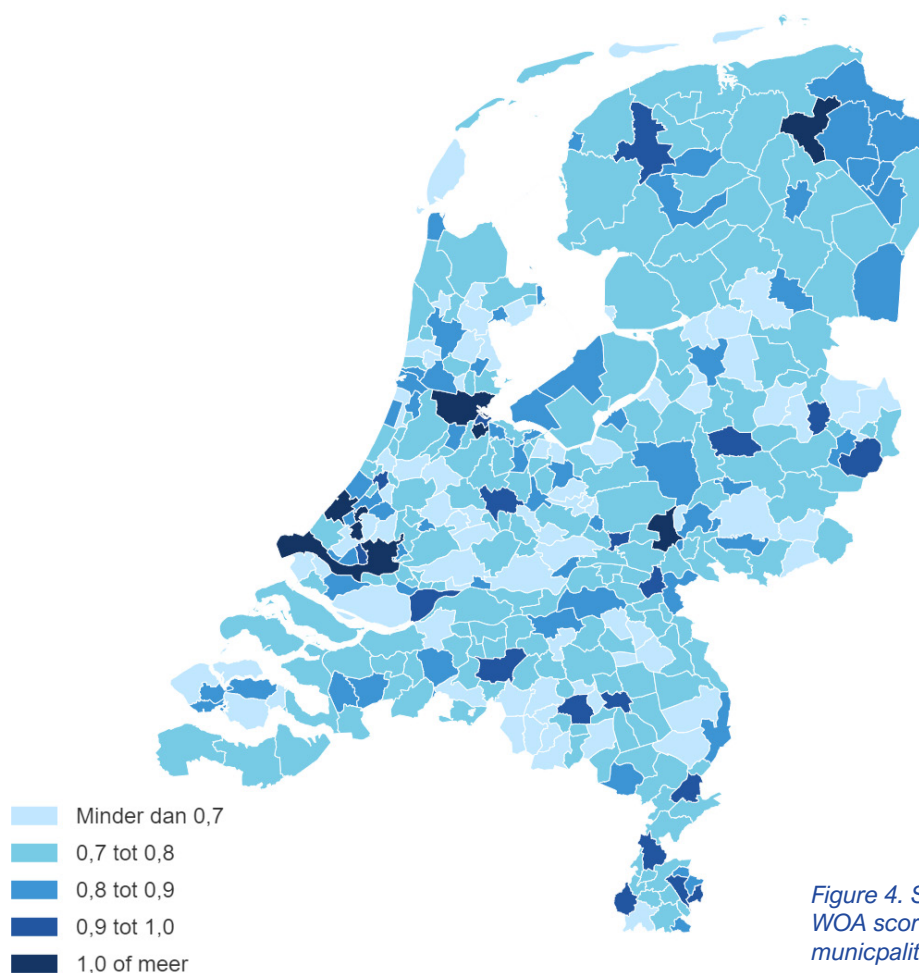 Minder dan 0,7
0,7 tot 0,8
0,8 tot 0,9
0,9 tot 1,0
1,0 of meer
Figure 4. S
WOA scor
municpalit